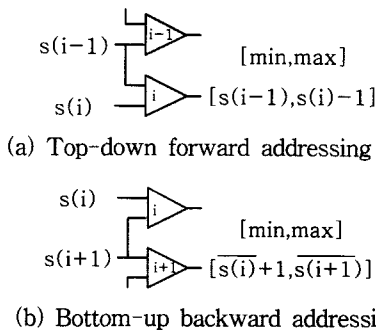 i-1
s(i-1)
[min,max]
i
[s(i-1),s(i)-1]
s(i)
(a) Top-down forward addressing
s(i)
i
[min,max]
s(i+1)
i+1
[s̅(̅i̅)̅+1,s̅(̅i̅+̅1̅)̅]
(b) Bottom-up backward addressi